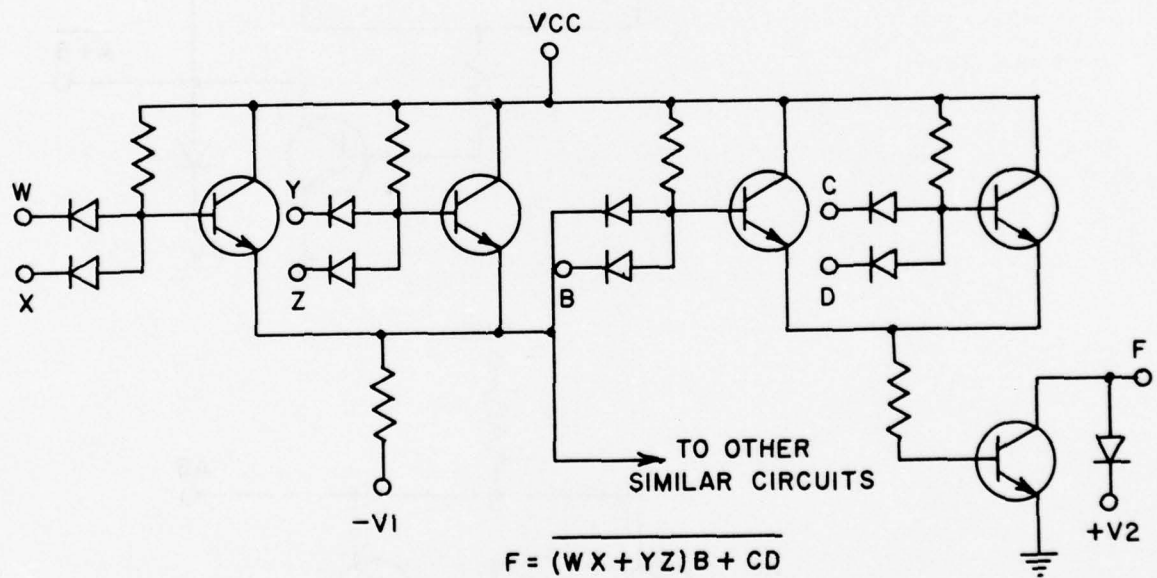 VCC
W
X
Y
Z
B
C
D
F
-V1
TO OTHER
SIMILAR CIRCUITS
+V2
F = (WX+YZ)B+CD